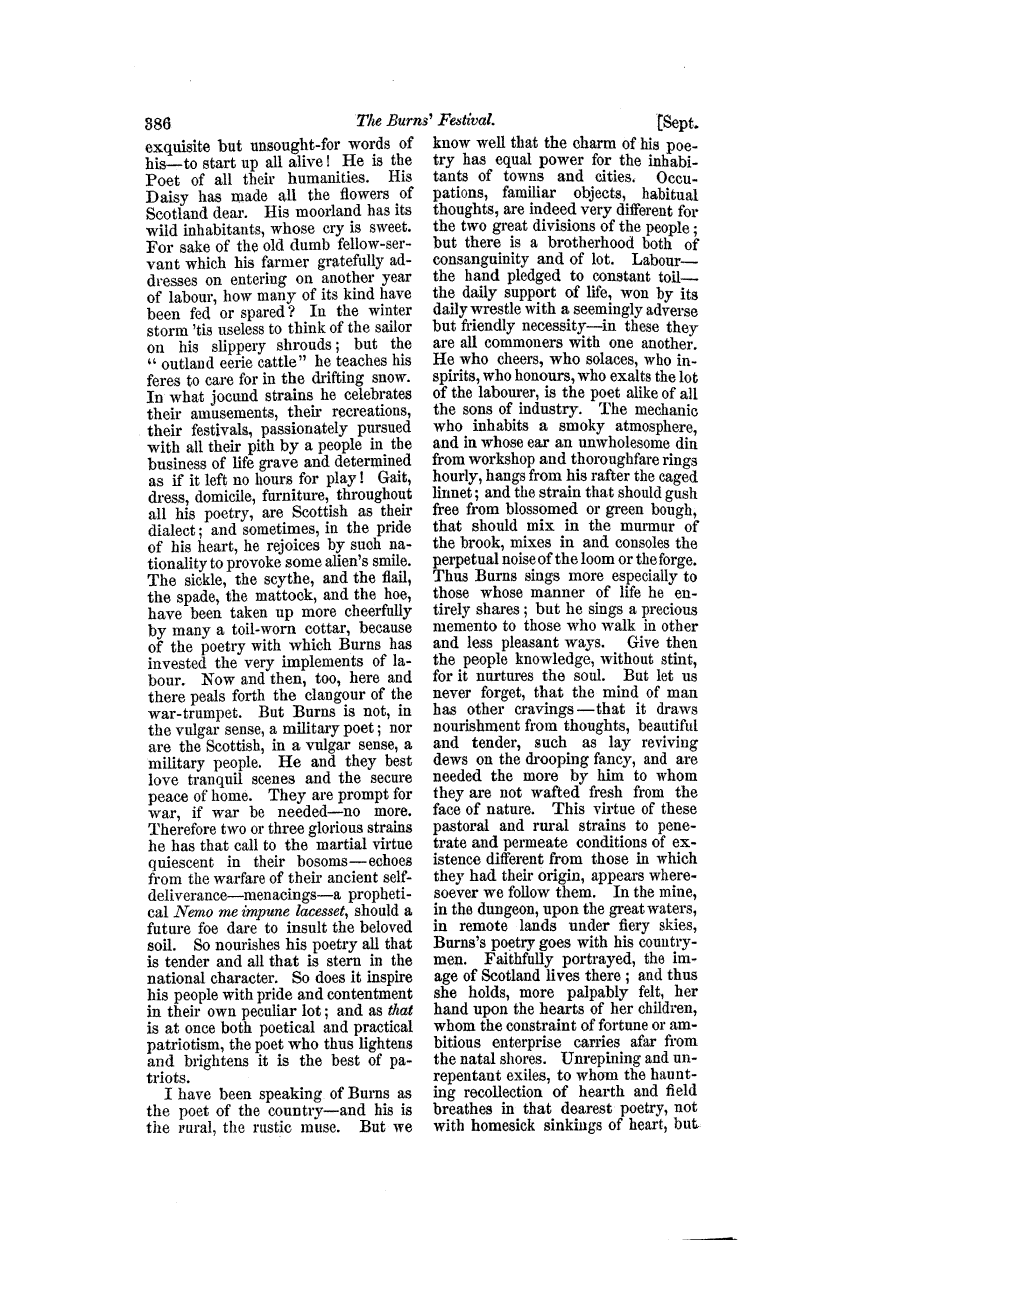 386 The Burns' Festival. [Sept.
exquisite but unsought-for words of
his—to start up all alive! He is the
Poet of all their humanities. His
Daisy has made all the flowers of
Scotland dear. His moorland has its
wild inhabitants, whose cry is sweet.
For sake of the old dumb fellow-ser-
vant which his farmer gratefully ad-
dresses on entering on another year
of labour, how many of its kind have
been fed or spared? In the winter
storm 'tis useless to think of the sailor
on his slippery shrouds; but the
"outland eerie cattle" he teaches his
feres to care for in the drifting snow.
In what jocund strains he celebrates
their amusements, their recreations,
their festivals, passionately pursued
with all their pith by a people in the
business of life grave and determined
as if it left no hours for play! Gait,
dress, domicile, furniture, throughout
all his poetry, are Scottish as their
dialect; and sometimes, in the pride
of his heart, he rejoices by such na-
tionality to provoke some alien's smile.
The sickle, the scythe, and the flail,
the spade, the mattock, and the hoe,
have been taken up more cheerfully
by many a toil-worn cottar, because
of the poetry with which Burns has
invested the very implements of la-
bour. Now and then, too, here and
there peals forth the clangour of the
war-trumpet. But Burns is not, in
the vulgar sense, a military poet; nor
are the Scottish, in a vulgar sense, a
military people. He and they best
love tranquil scenes and the secure
peace of home. They are prompt for
war, if war be needed—no more.
Therefore two or three glorious strains
he has that call to the martial virtue
quiescent in their bosoms—echoes
from the warfare of their ancient self-
deliverance—menacings—a propheti-
cal Nemo me impune lacesset, should a
future foe dare to insult the beloved
soil. So nourishes his poetry all that
is tender and all that is stern in the
national character. So does it inspire
his people with pride and contentment
in their own peculiar lot; and as that
is at once both poetical and practical
patriotism, the poet who thus lightens
and brightens it is the best of pa-
triots.
I have been speaking of Burns as
the poet of the country—and his is
the rural, the rustic muse. But we
know well that the charm of his poe-
try has equal power for the inhabi-
tants of towns and cities. Occu-
pations, familiar objects, habitual
thoughts, are indeed very different for
the two great divisions of the people;
but there is a brotherhood both of
consanguinity and of lot. Labour—
the hand pledged to constant toil—
the daily support of life, won by its
daily wrestle with a seemingly adverse
but friendly necessity—in these they
are all commoners with one another.
He who cheers, who solaces, who in-
spirits, who honours, who exalts the lot
of the labourer, is the poet alike of all
the sons of industry. The mechanic
who inhabits a smoky atmosphere,
and in whose ear an unwholesome din
from workshop and thoroughfare rings
hourly, hangs from his rafter the caged
linnet; and the strain that should gush
free from blossomed or green bough,
that should mix in the murmur of
the brook, mixes in and consoles the
perpetual noise of the loom or the forge.
Thus Burns sings more especially to
those whose manner of life he en-
tirely shares; but he sings a precious
memento to those who walk in other
and less pleasant ways. Give then
the people knowledge, without stint,
for it nurtures the soul. But let us
never forget, that the mind of man
has other cravings—that it draws
nourishment from thoughts, beautiful
and tender, such as lay reviving
dews on the drooping fancy, and are
needed the more by him to whom
they are not wafted fresh from the
face of nature. This virtue of these
pastoral and rural strains to pene-
trate and permeate conditions of ex-
istence different from those in which
they had their origin, appears where-
soever we follow them. In the mine,
in the dungeon, upon the great waters,
in remote lands under fiery skies,
Burns's poetry goes with his country-
men. Faithfully portrayed, the im-
age of Scotland lives there; and thus
she holds, more palpably felt, her
hand upon the hearts of her children,
whom the constraint of fortune or am-
bitious enterprise carries afar from
the natal shores. Unrepining and un-
repentant exiles, to whom the haunt-
ing recollection of hearth and field
breathes in that dearest poetry, not
with homesick sinkings of heart, but